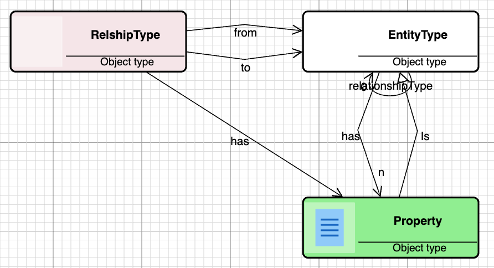 RelshipType
Object type
from
to
EntityType
Object type
relationshipType
has
has
Is
n
Property
Object type